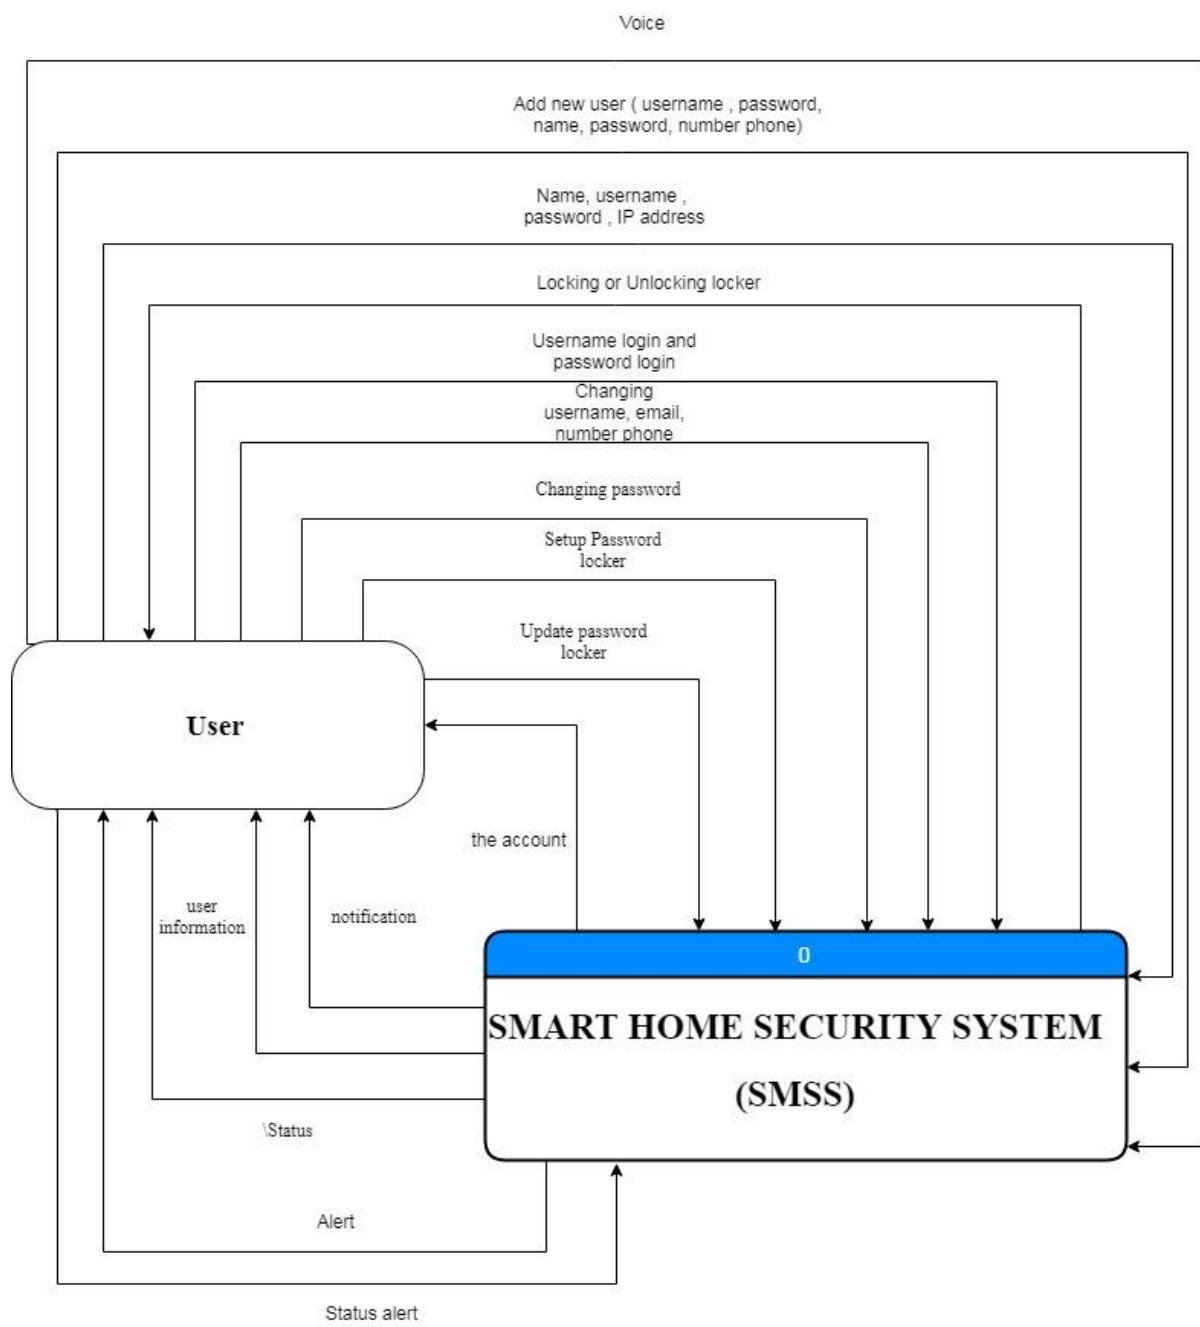 Voice
Add new user ( username , password,
name, password, number phone)
Name, username ,
password , IP address
Locking or Unlocking locker
Username login and
password login
Changing
username, email,
number phone
Changing password
Setup Password
locker
Update password
locker
User
the account
user
information
notification
0
SMART HOME SECURITY SYSTEM
(SMSS)
\Status
Alert
Status alert